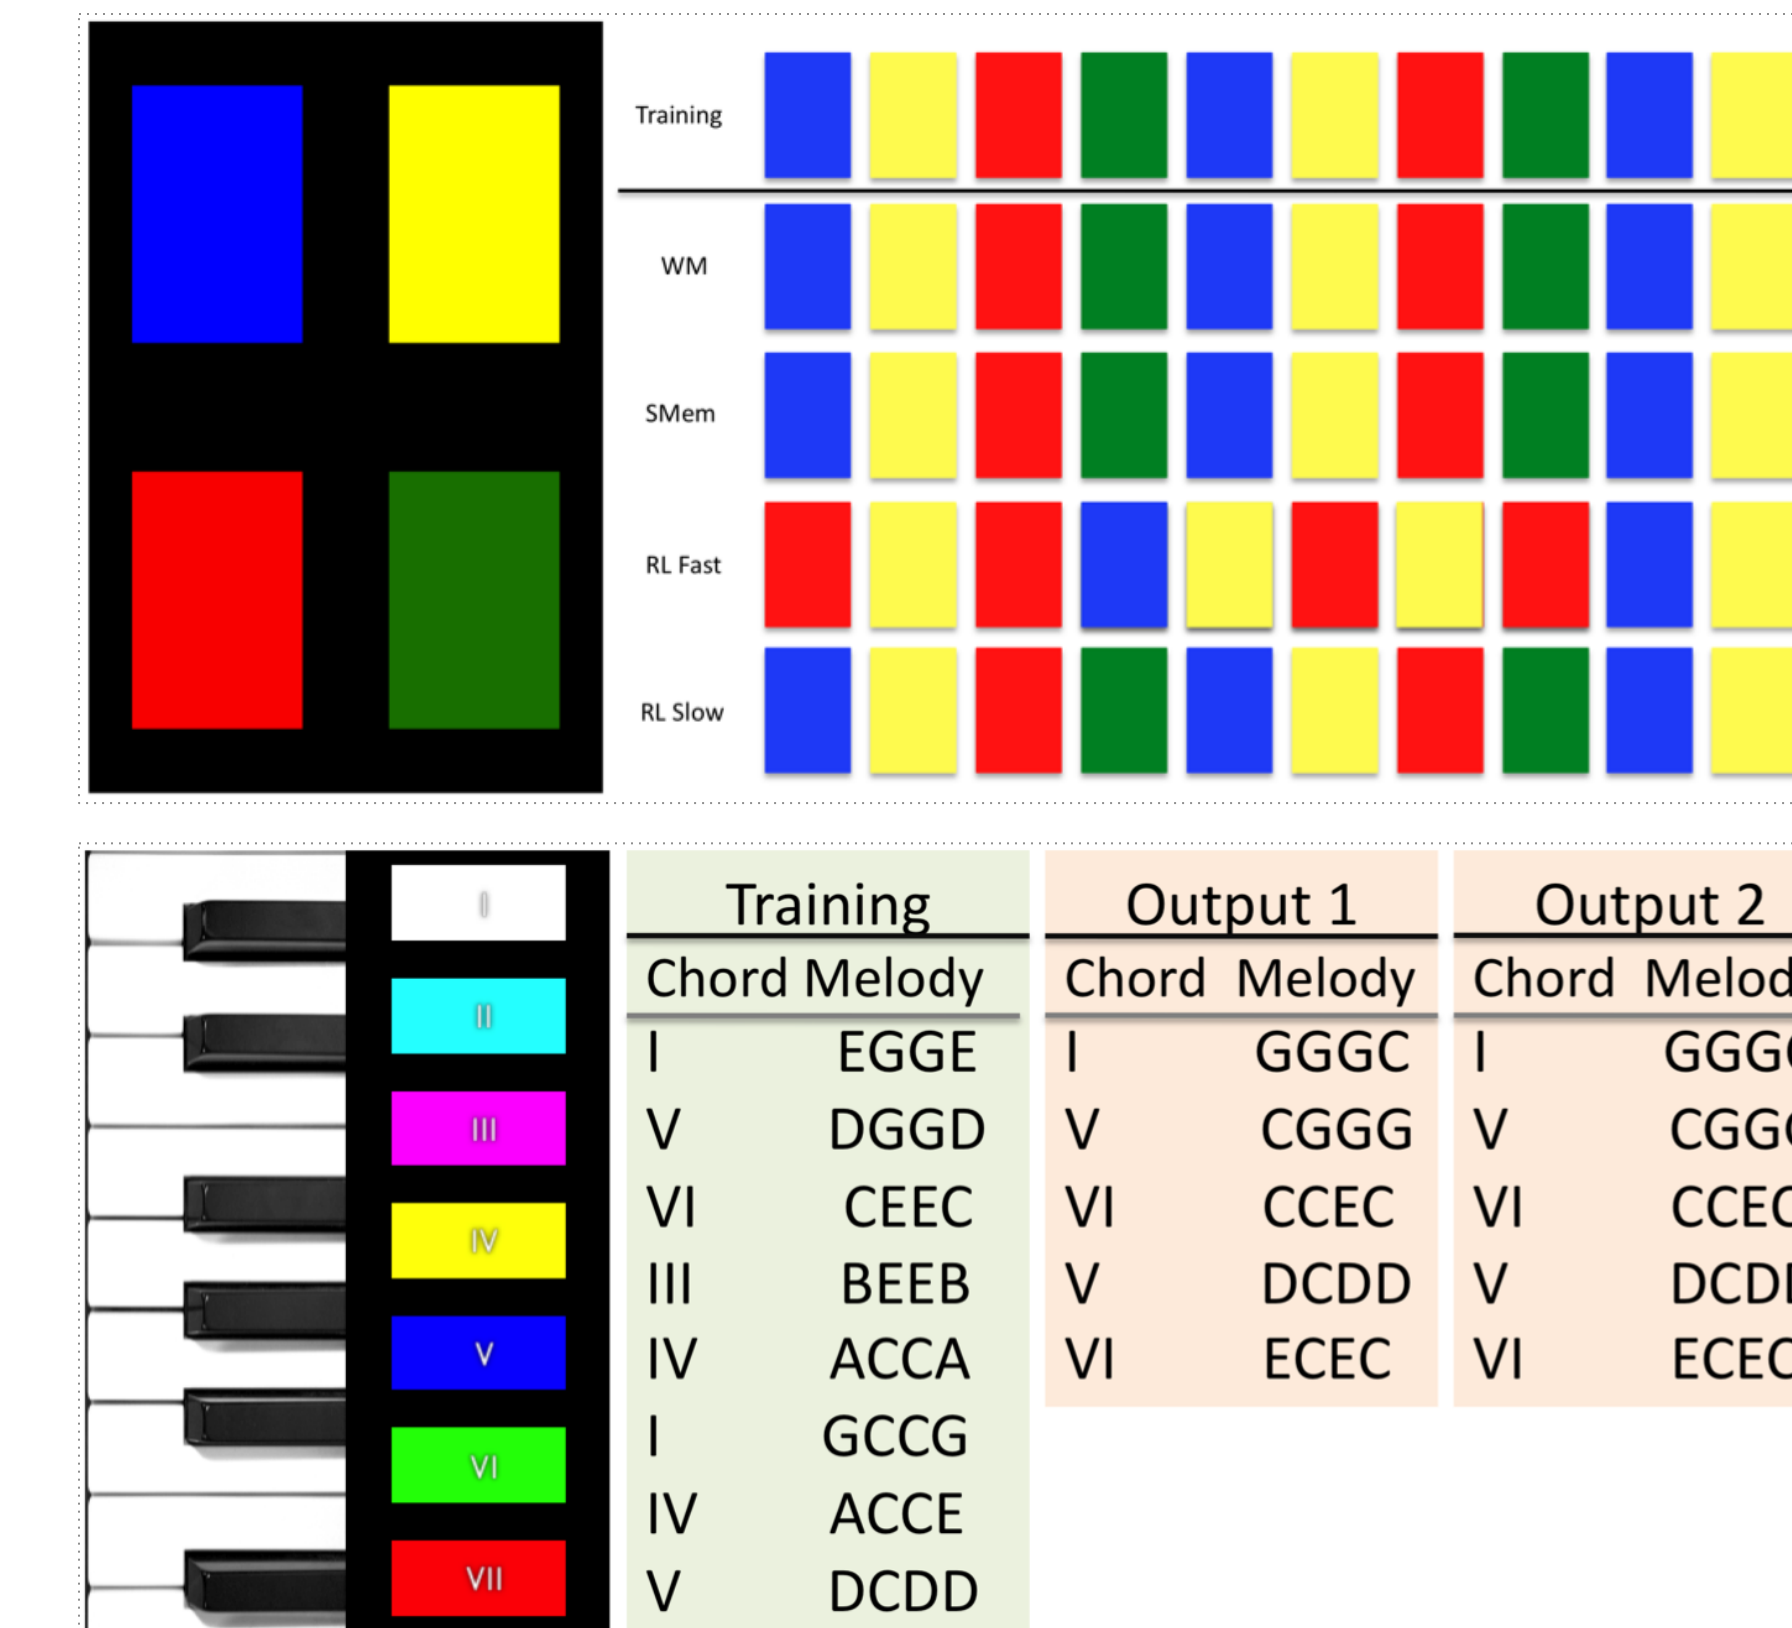 Training
WM
SMem
RL Fast
RL Slow
I
II
III
IV
V
VI
VII
Training
Chord Melody
I EGGE
V DGGD
VI CEEC
III BEEB
IV ACCA
I GCCG
IV ACCE
V DCDD
Output 1
Chord Melody
I GGGC
V CGGG
VI CCEC
V DCDD
VI ECEC
Output 2
Chord
I
V
VI
V
VI